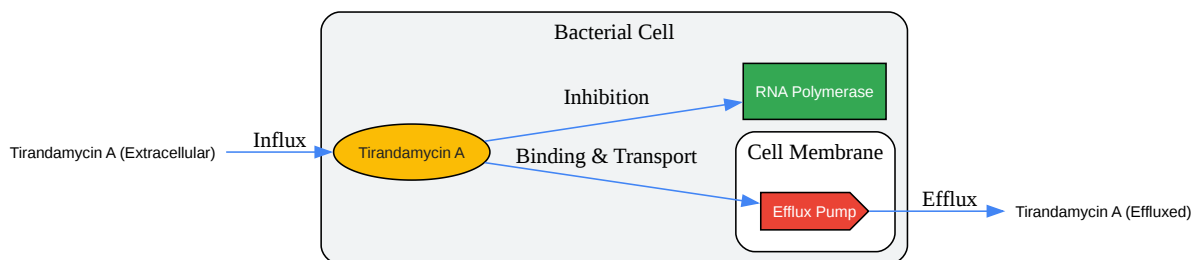 Bacterial Cell
RNA Polymerase
Inhibition
Influx
Tirandamycin A (Extracellular)
Tirandamycin A
Binding & Transport
Cell Membrane
Efflux Pump
Efflux
Tirandamycin A (Effluxed)